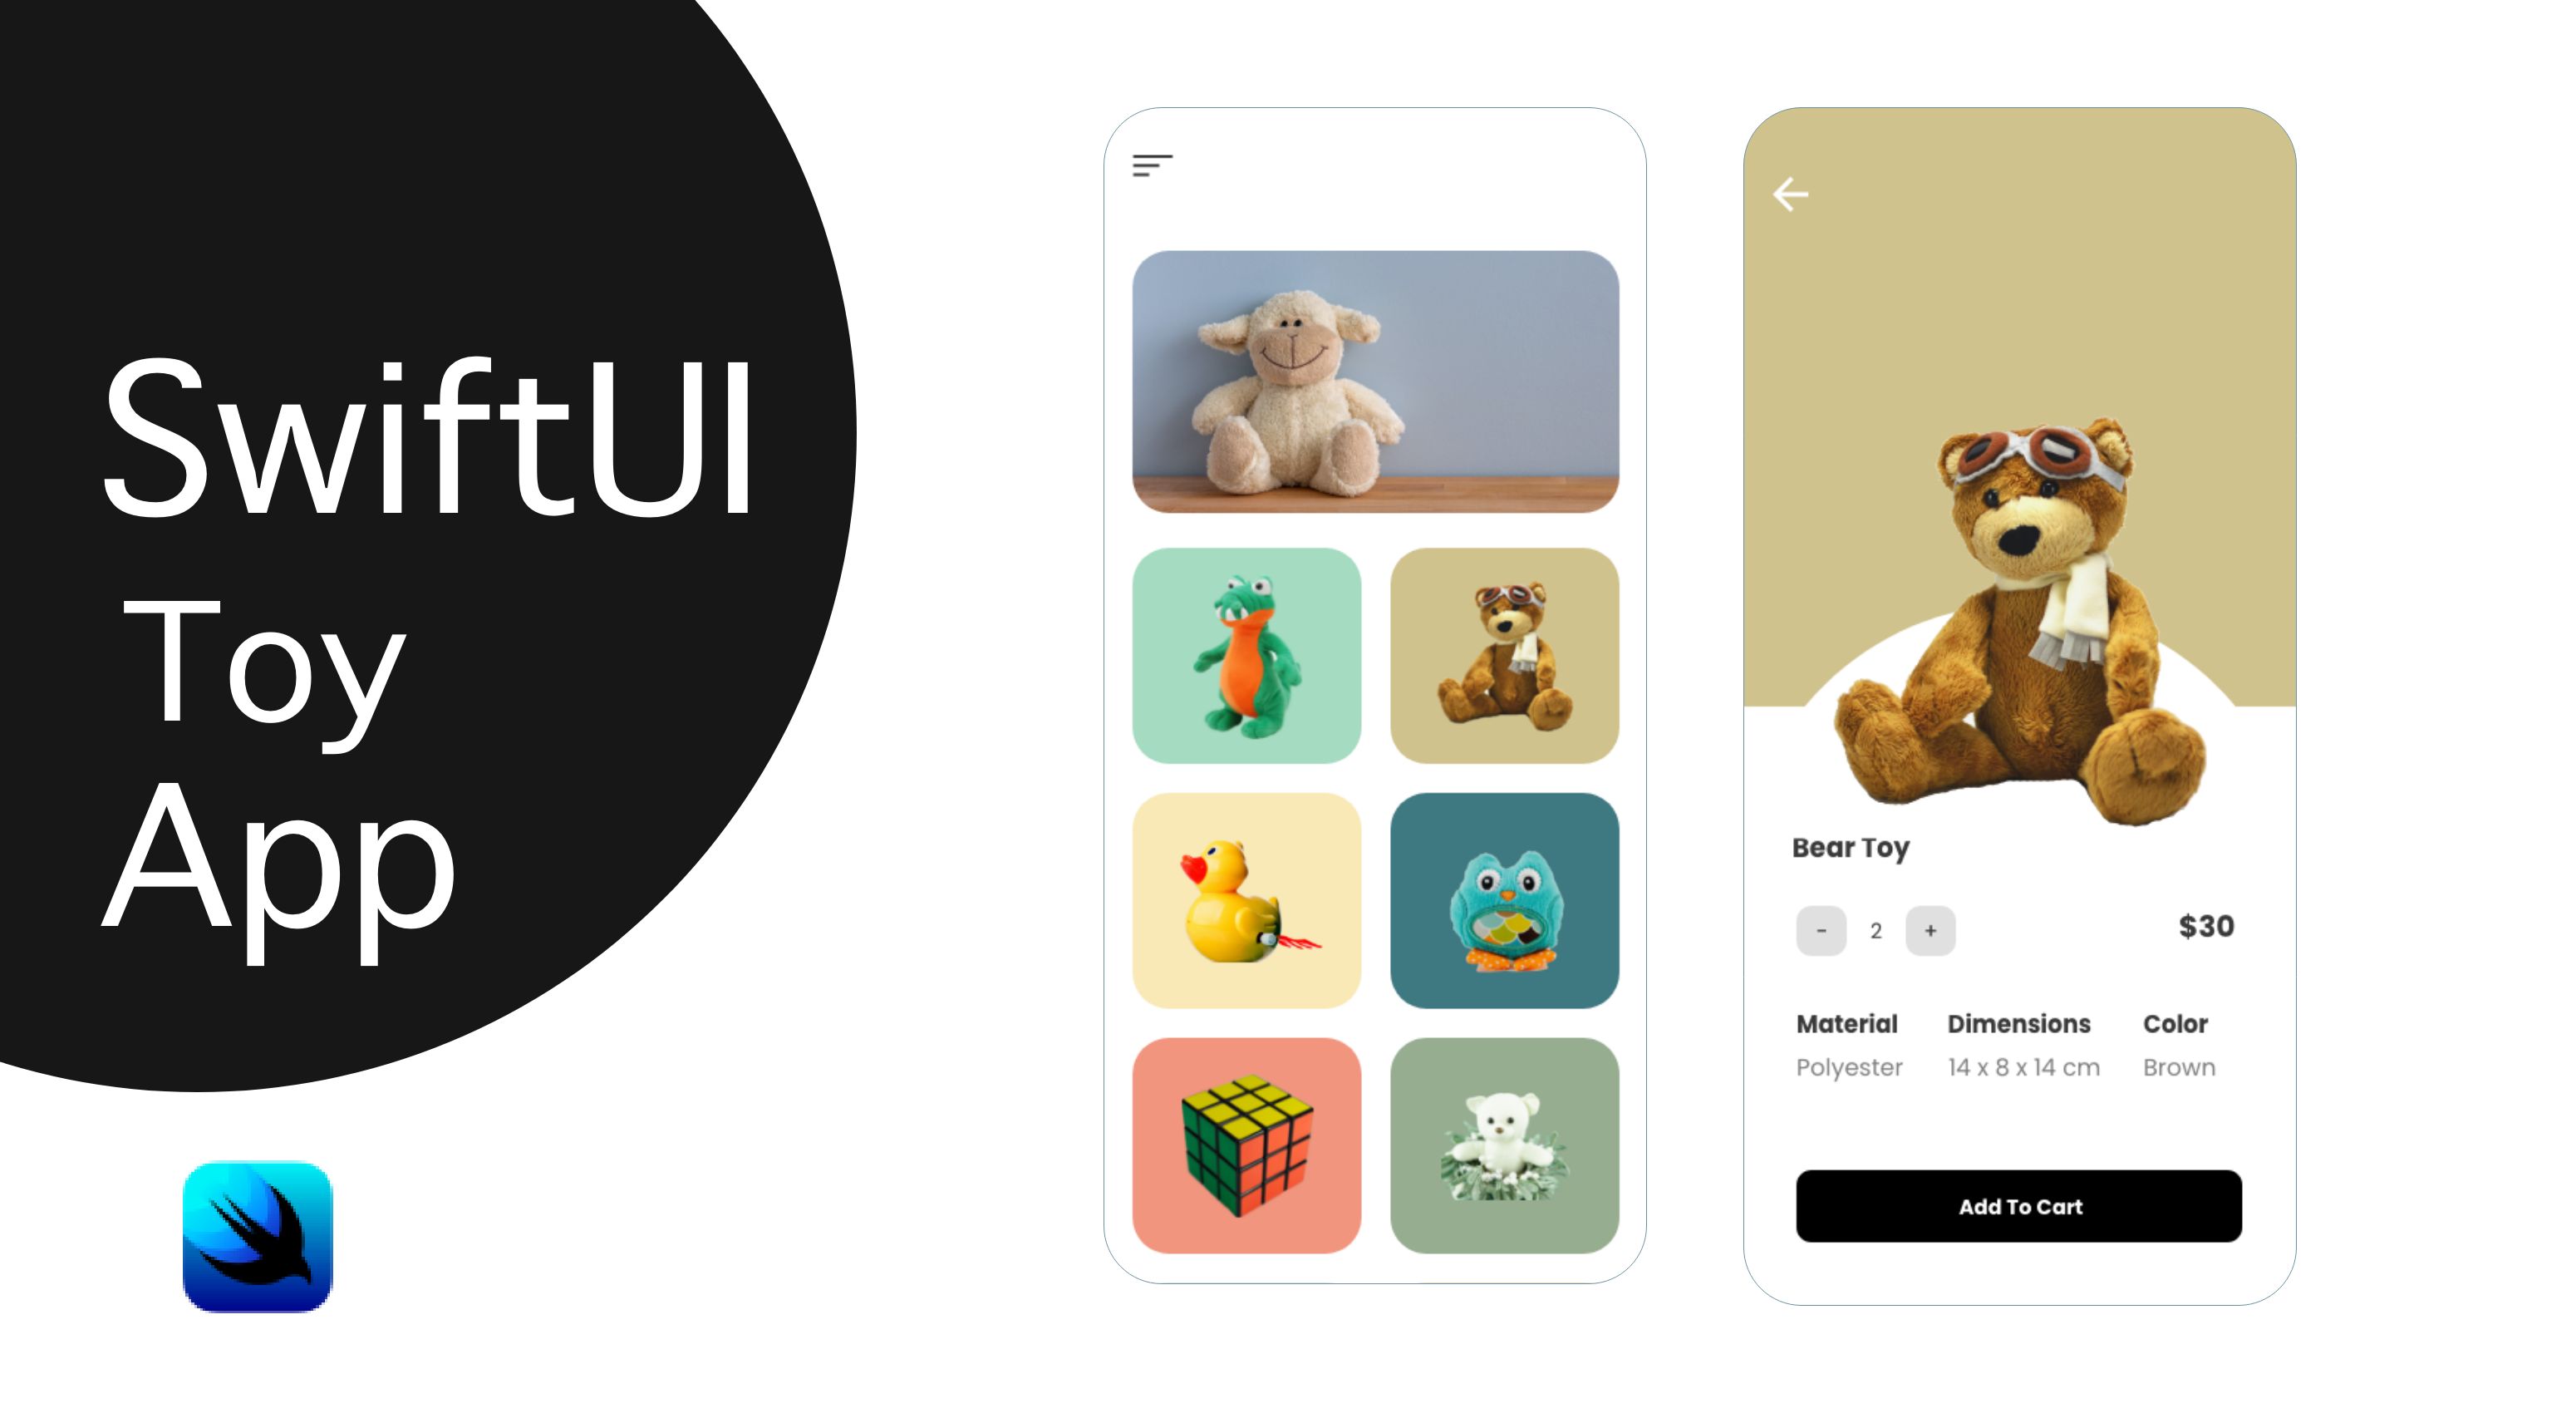 SwiftUI
Toy
App
Bear Toy
- 2 + $30
Material Dimensions Color
Polyester 14 x 8 x 14 cm Brown
Add To Cart